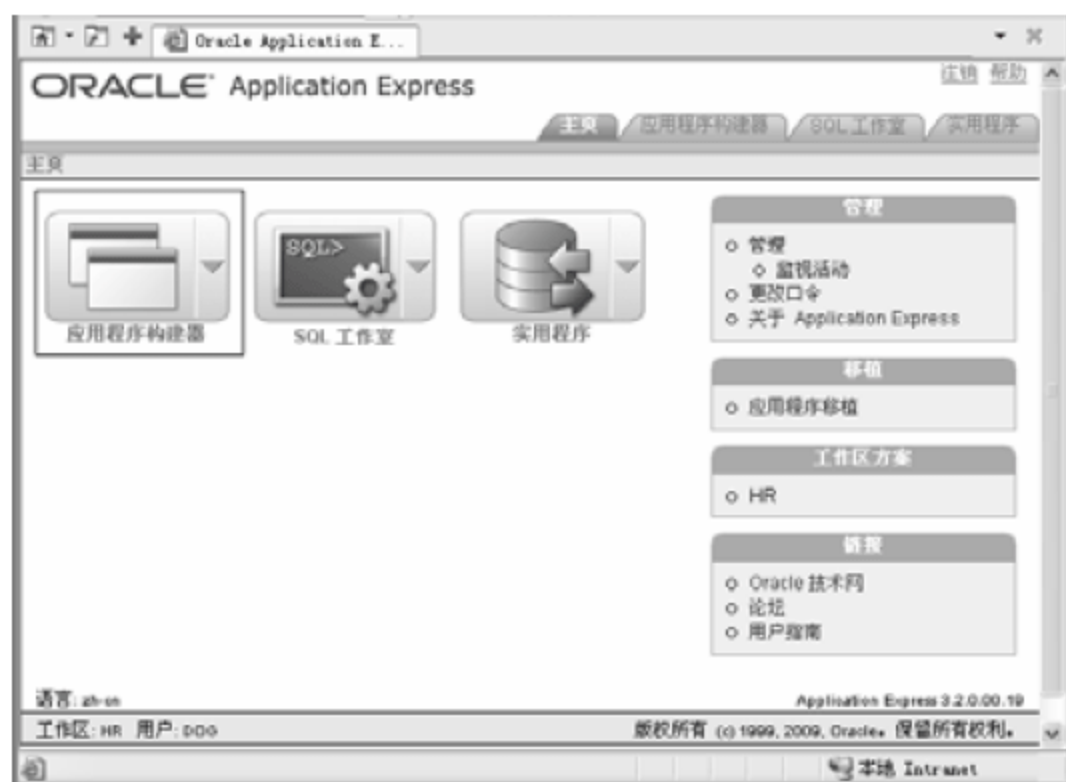 Oracle Application E...
ORACLE Application Express
注销 帮助
主页 应用程序构建器 SQL 工作室 实用程序
主页
SQL>
应用程序构建器
SQL 工作室
实用程序
管理
管理
监视活动
更改口令
关于 Application Express
移植
应用程序移植
工作区方案
HR
链接
Oracle 技术网
论坛
用户指南
语言: zh-cn
Application Express 3.2.0.00.19
工作区: HR 用户: DOG
版权所有 (c) 1999, 2009, Oracle。保留所有权利。
本地 Intranet